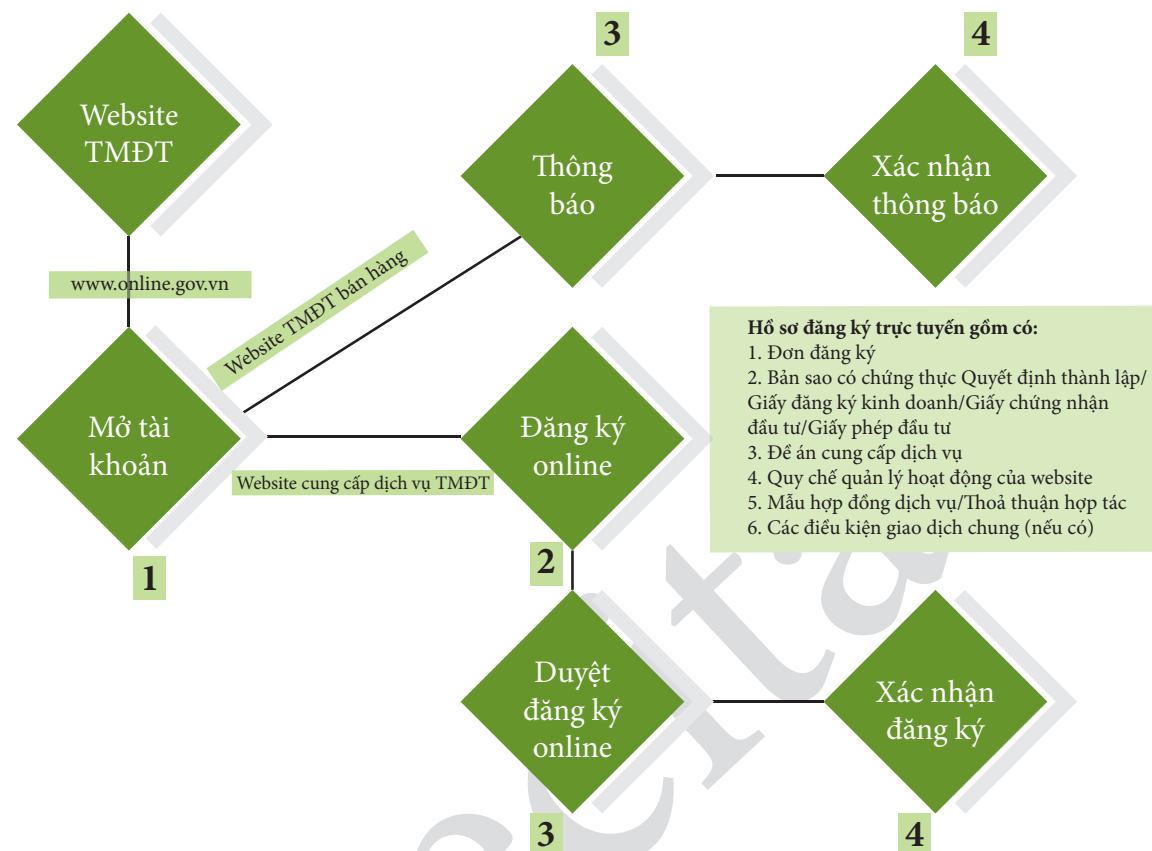 3
4
Website
TMĐT
Thông
báo
Xác nhận
thông báo
www.online.gov.vn
Website TMĐT bán hàng
Hồ sơ đăng ký trực tuyến gồm có:
1. Đơn đăng ký
2. Bản sao có chứng thực Quyết định thành lập/
Giấy đăng ký kinh doanh/Giấy chứng nhận
đầu tư/Giấy phép đầu tư
3. Đề án cung cấp dịch vụ
4. Quy chế quản lý hoạt động của website
5. Mẫu hợp đồng dịch vụ/Thoả thuận hợp tác
6. Các điều kiện giao dịch chung (nếu có)
Mở tài
khoản
Đăng ký
online
Website cung cấp dịch vụ TMĐT
1
2
Duyệt
đăng ký
online
Xác nhận
đăng ký
3
4